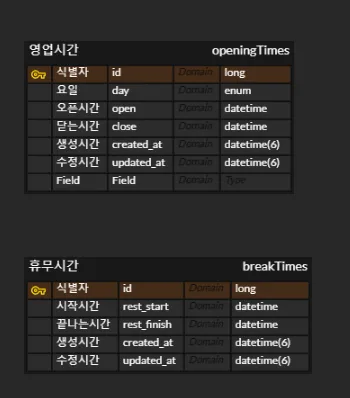 영업시간 openingTimes
식별자 id Domain long
요일 day Domain enum
오픈시간 open Domain datetime
닫는시간 close Domain datetime
생성시간 created_at Domain datetime(6)
수정시간 updated_at Domain datetime(6)
Field Field Domain Type
휴무시간 breakTimes
식별자 id Domain long
시작시간 rest_start Domain datetime
끝나는시간 rest_finish Domain datetime
생성시간 created_at Domain datetime(6)
수정시간 updated_at Domain datetime(6)